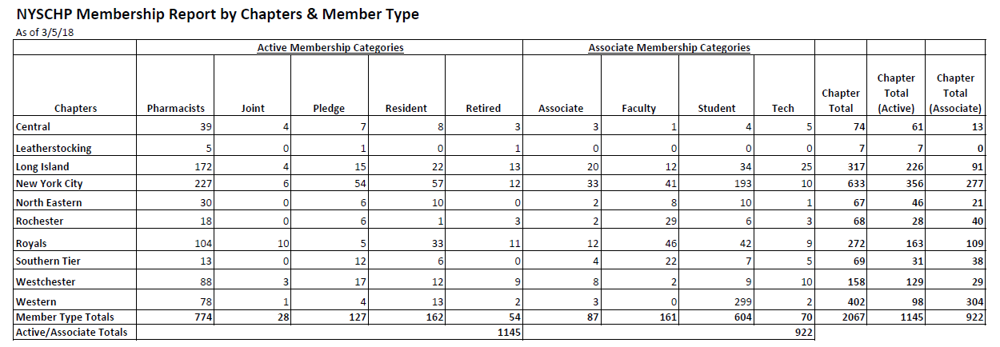 NYSCHP Membership Report by Chapters & Member Type
As of 3/5/18
Active Membership Categories Associate Membership Categories
Chapters Pharmacists Joint Pledge Resident Retired Associate Faculty Student Tech Chapter Total Chapter Total (Active) Chapter Total (Associate)
Central 39 4 7 8 3 3 1 4 5 74 61 13
Leatherstocking 5 0 1 0 1 0 0 0 0 7 7 0
Long Island 172 4 15 22 13 20 12 34 25 317 226 91
New York City 227 6 54 57 12 33 41 193 10 633 356 277
North Eastern 30 0 6 10 0 2 8 10 1 67 46 21
Rochester 18 0 6 1 3 2 29 6 3 68 28 40
Royals 104 10 5 33 11 12 46 42 9 272 163 109
Southern Tier 13 0 12 6 0 4 22 7 5 69 31 38
Westchester 88 3 17 12 9 8 2 9 10 158 129 29
Western 78 1 4 13 2 3 0 299 2 402 98 304
Member Type Totals 774 28 127 162 54 87 161 604 70 2067 1145 922
Active/Associate Totals 1145 922